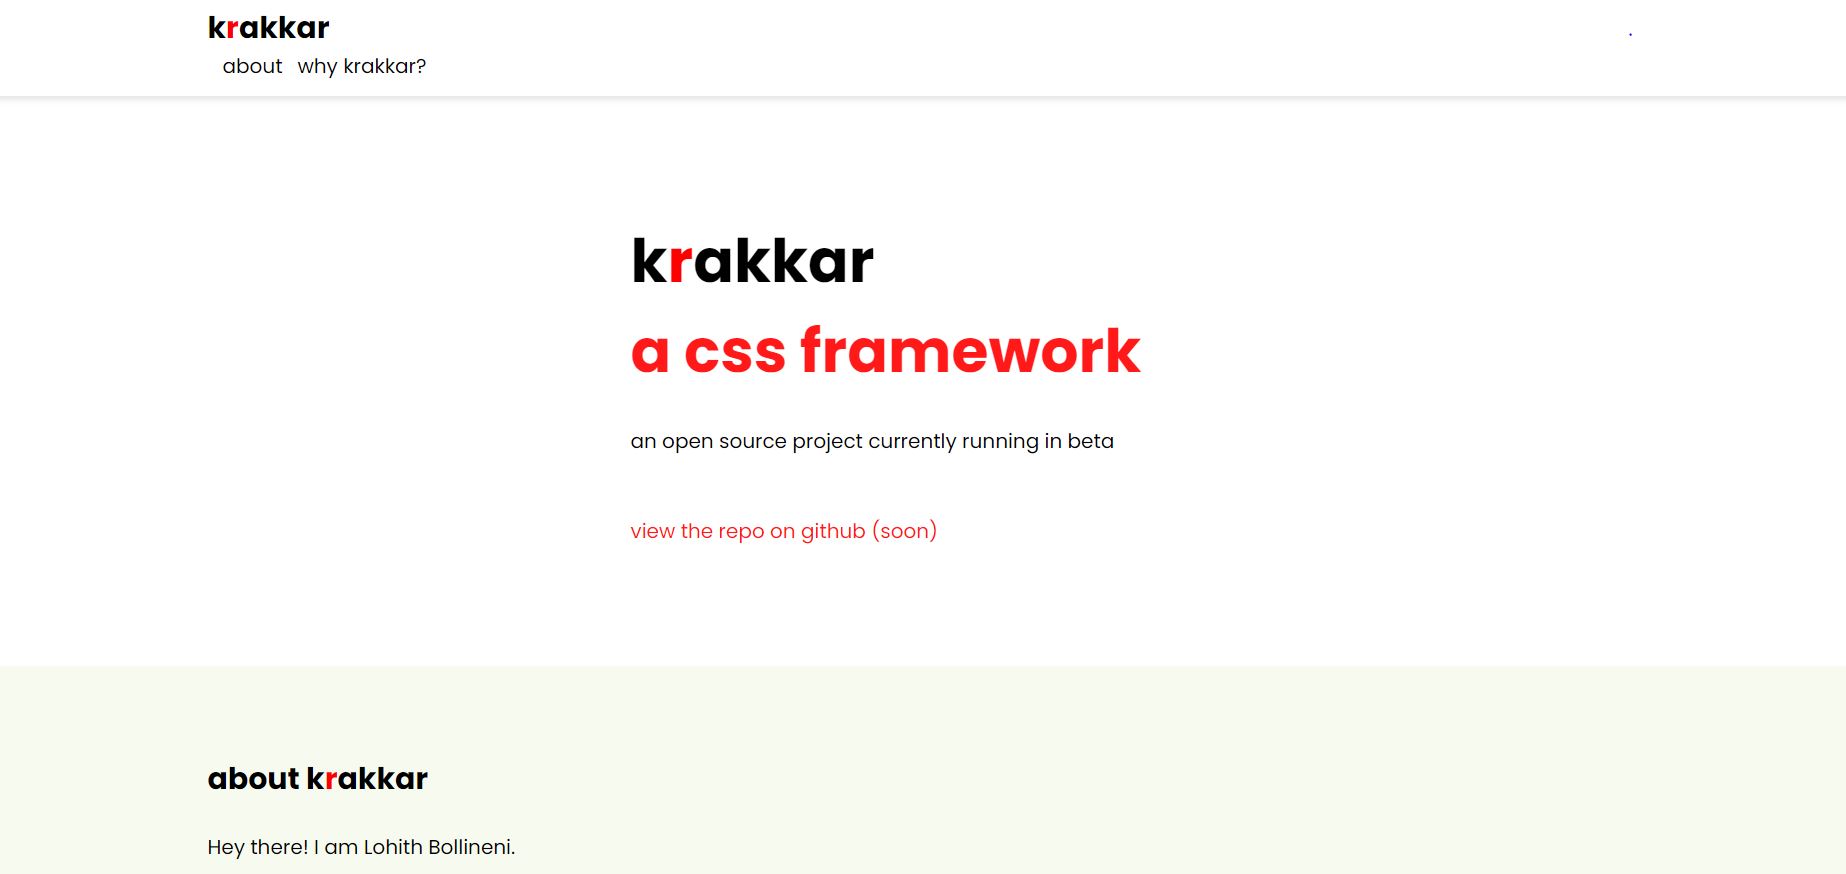 krakkar
about why krakkar?
.
krakkar
a css framework
an open source project currently running in beta
view the repo on github (soon)
about krakkar
Hey there! I am Lohith Bollineni.